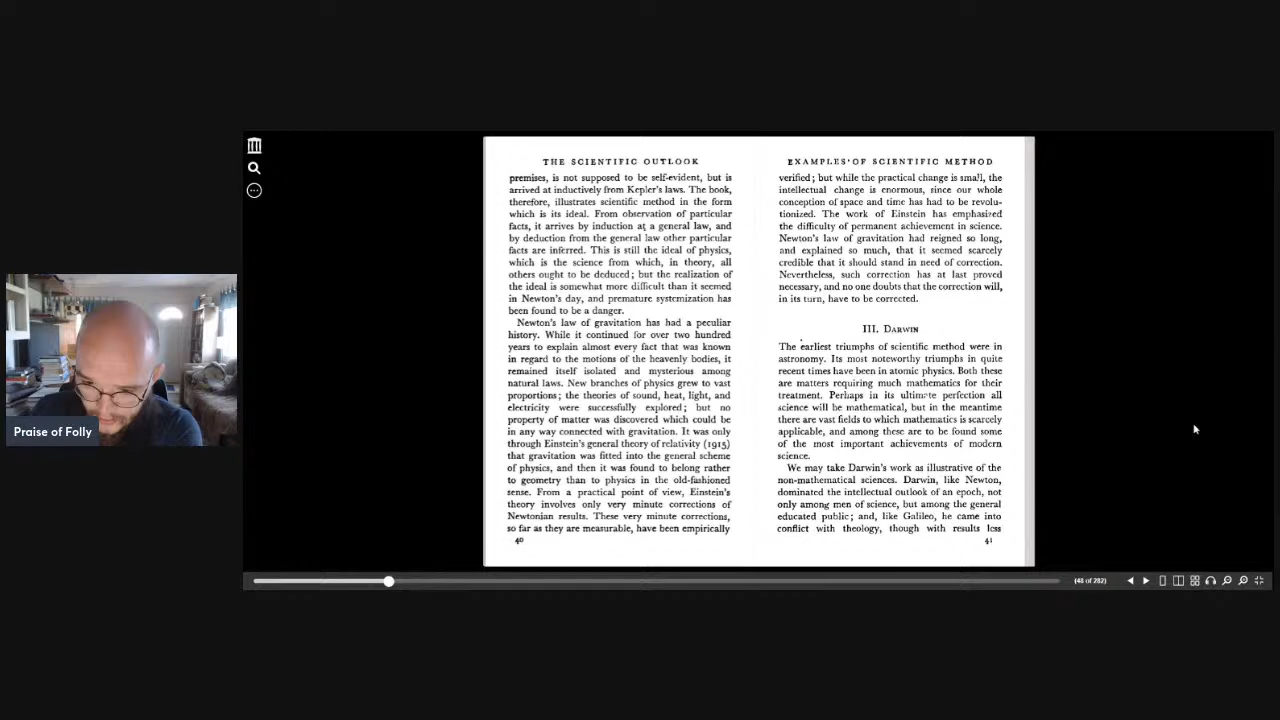 THE SCIENTIFIC OUTLOOK
premises, is not supposed to be self-evident, but is
arrived at inductively from Kepler's laws. The book,
therefore, illustrates scientific method in the form
which is its ideal. From observation of particular
facts, it arrives by induction at a general law, and
by deduction from the general law other particular
facts are inferred. This is still the ideal of physics,
which is the science from which, in theory, all
others ought to be deduced; but the realization of
the ideal is somewhat more difficult than it seemed
in Newton's day, and premature systemization has
been found to be a danger.
Newton's law of gravitation has had a peculiar
history. While it continued for over two hundred
years to explain almost every fact that was known
in regard to the motions of the heavenly bodies, it
remained itself isolated and mysterious among
natural laws. New branches of physics grew to vast
proportions; the theories of sound, heat, light, and
electricity were successfully explored; but no
property of matter was discovered which could be
in any way connected with gravitation. It was only
through Einstein's general theory of relativity (1915)
that gravitation was fitted into the general scheme
of physics, and then it was found to belong rather
to geometry than to physics in the old-fashioned
sense. From a practical point of view, Einstein's
theory involves only very minute corrections of
Newtonian results. These very minute corrections,
so far as they are measurable, have been empirically
40
EXAMPLES OF SCIENTIFIC METHOD
verified; but while the practical change is small, the
intellectual change is enormous, since our whole
conception of space and time has had to be revolu-
tionized. The work of Einstein has emphasized
the difficulty of permanent achievement in science.
Newton's law of gravitation had reigned so long,
and explained so much, that it seemed scarcely
credible that it should stand in need of correction.
Nevertheless, such correction has at last proved
necessary, and no one doubts that the correction will,
in its turn, have to be corrected.
III. DARWIN
The earliest triumphs of scientific method were in
astronomy. Its most noteworthy triumphs in quite
recent times have been in atomic physics. Both these
are matters requiring much mathematics for their
treatment. Perhaps in its ultimate perfection all
science will be mathematical, but in the meantime
there are vast fields to which mathematics is scarcely
applicable, and among these are to be found some
of the most important achievements of modern
science.
We may take Darwin's work as illustrative of the
non-mathematical sciences. Darwin, like Newton,
dominated the intellectual outlook of an epoch, not
only among men of science, but among the general
educated public; and, like Galileo, he came into
conflict with theology, though with results less
41
Praise of Folly
(48 of 282)